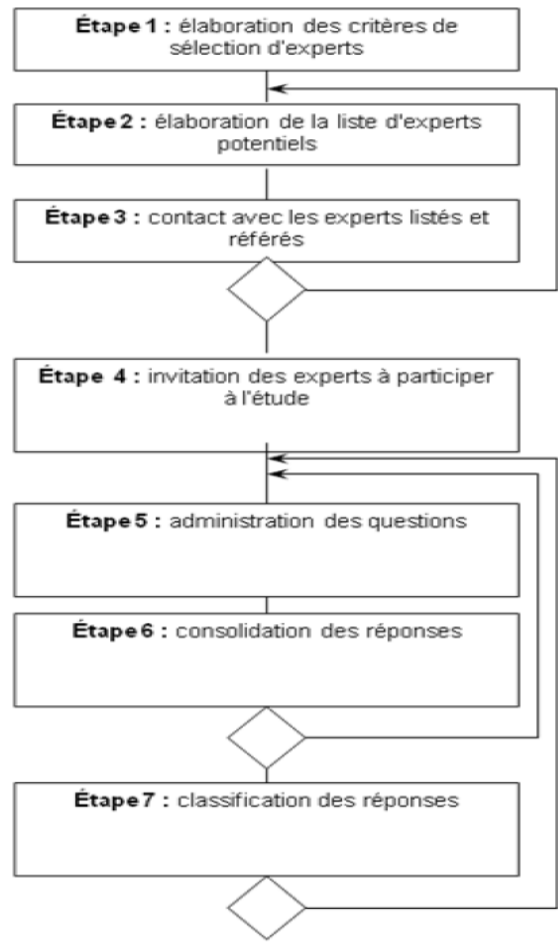 Étape 1 : élaboration des critères de
sélection d'experts
Étape 2 : élaboration de la liste d'experts
potentiels
Étape 3 : contact avec les experts listés et
référés
Étape 4 : invitation des experts à participer
à l'étude
Étape 5 : administration des questions
Étape 6 : consolidation des réponses
Étape 7 : classification des réponses